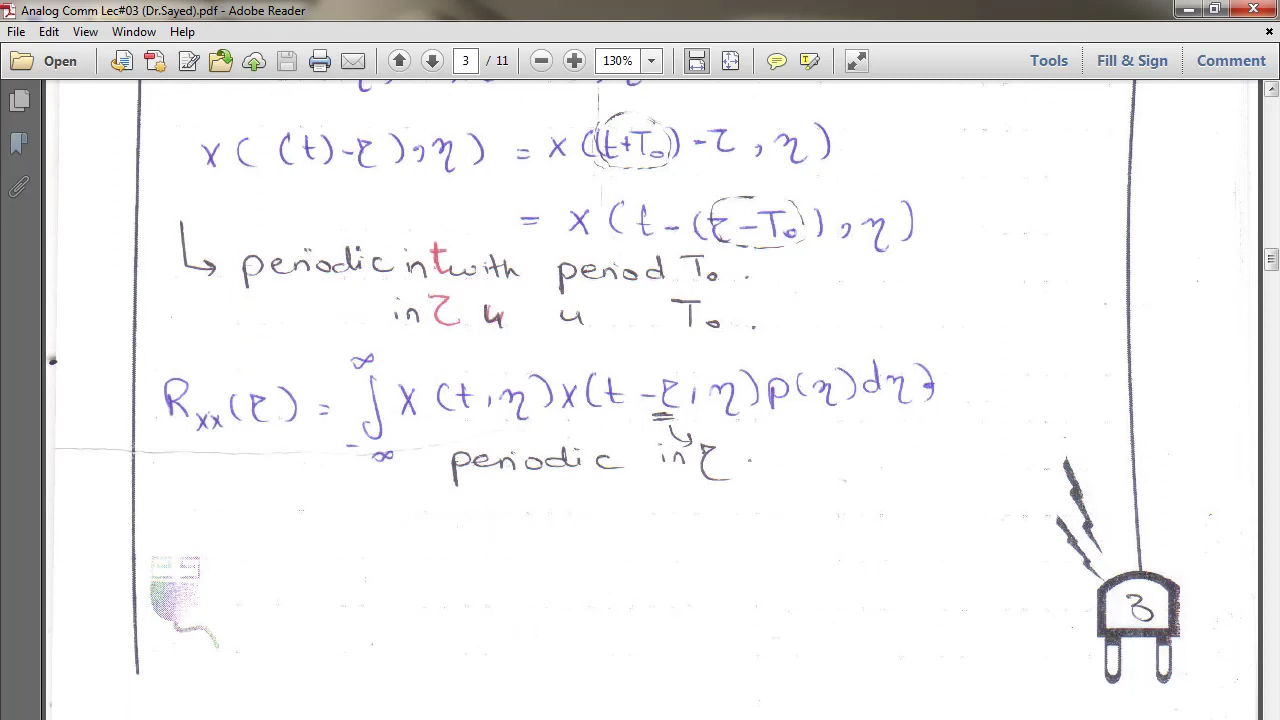 Analog Comm Lec#03 (Dr.Sayed).pdf - Adobe Reader
File Edit View Window Help
Open 3 / 11 130% Tools Fill & Sign Comment
x((t)-τ), η) = x((t+T₀)-τ, η)
= x(t-(τ-T₀), η)
↳ periodic in t with period T₀.
in τ 〃 〃 T₀.
Rxx(τ) = ∫_{-∞}^{∞} x(t, η) x(t-τ, η) p(η) dη
periodic in τ.
3